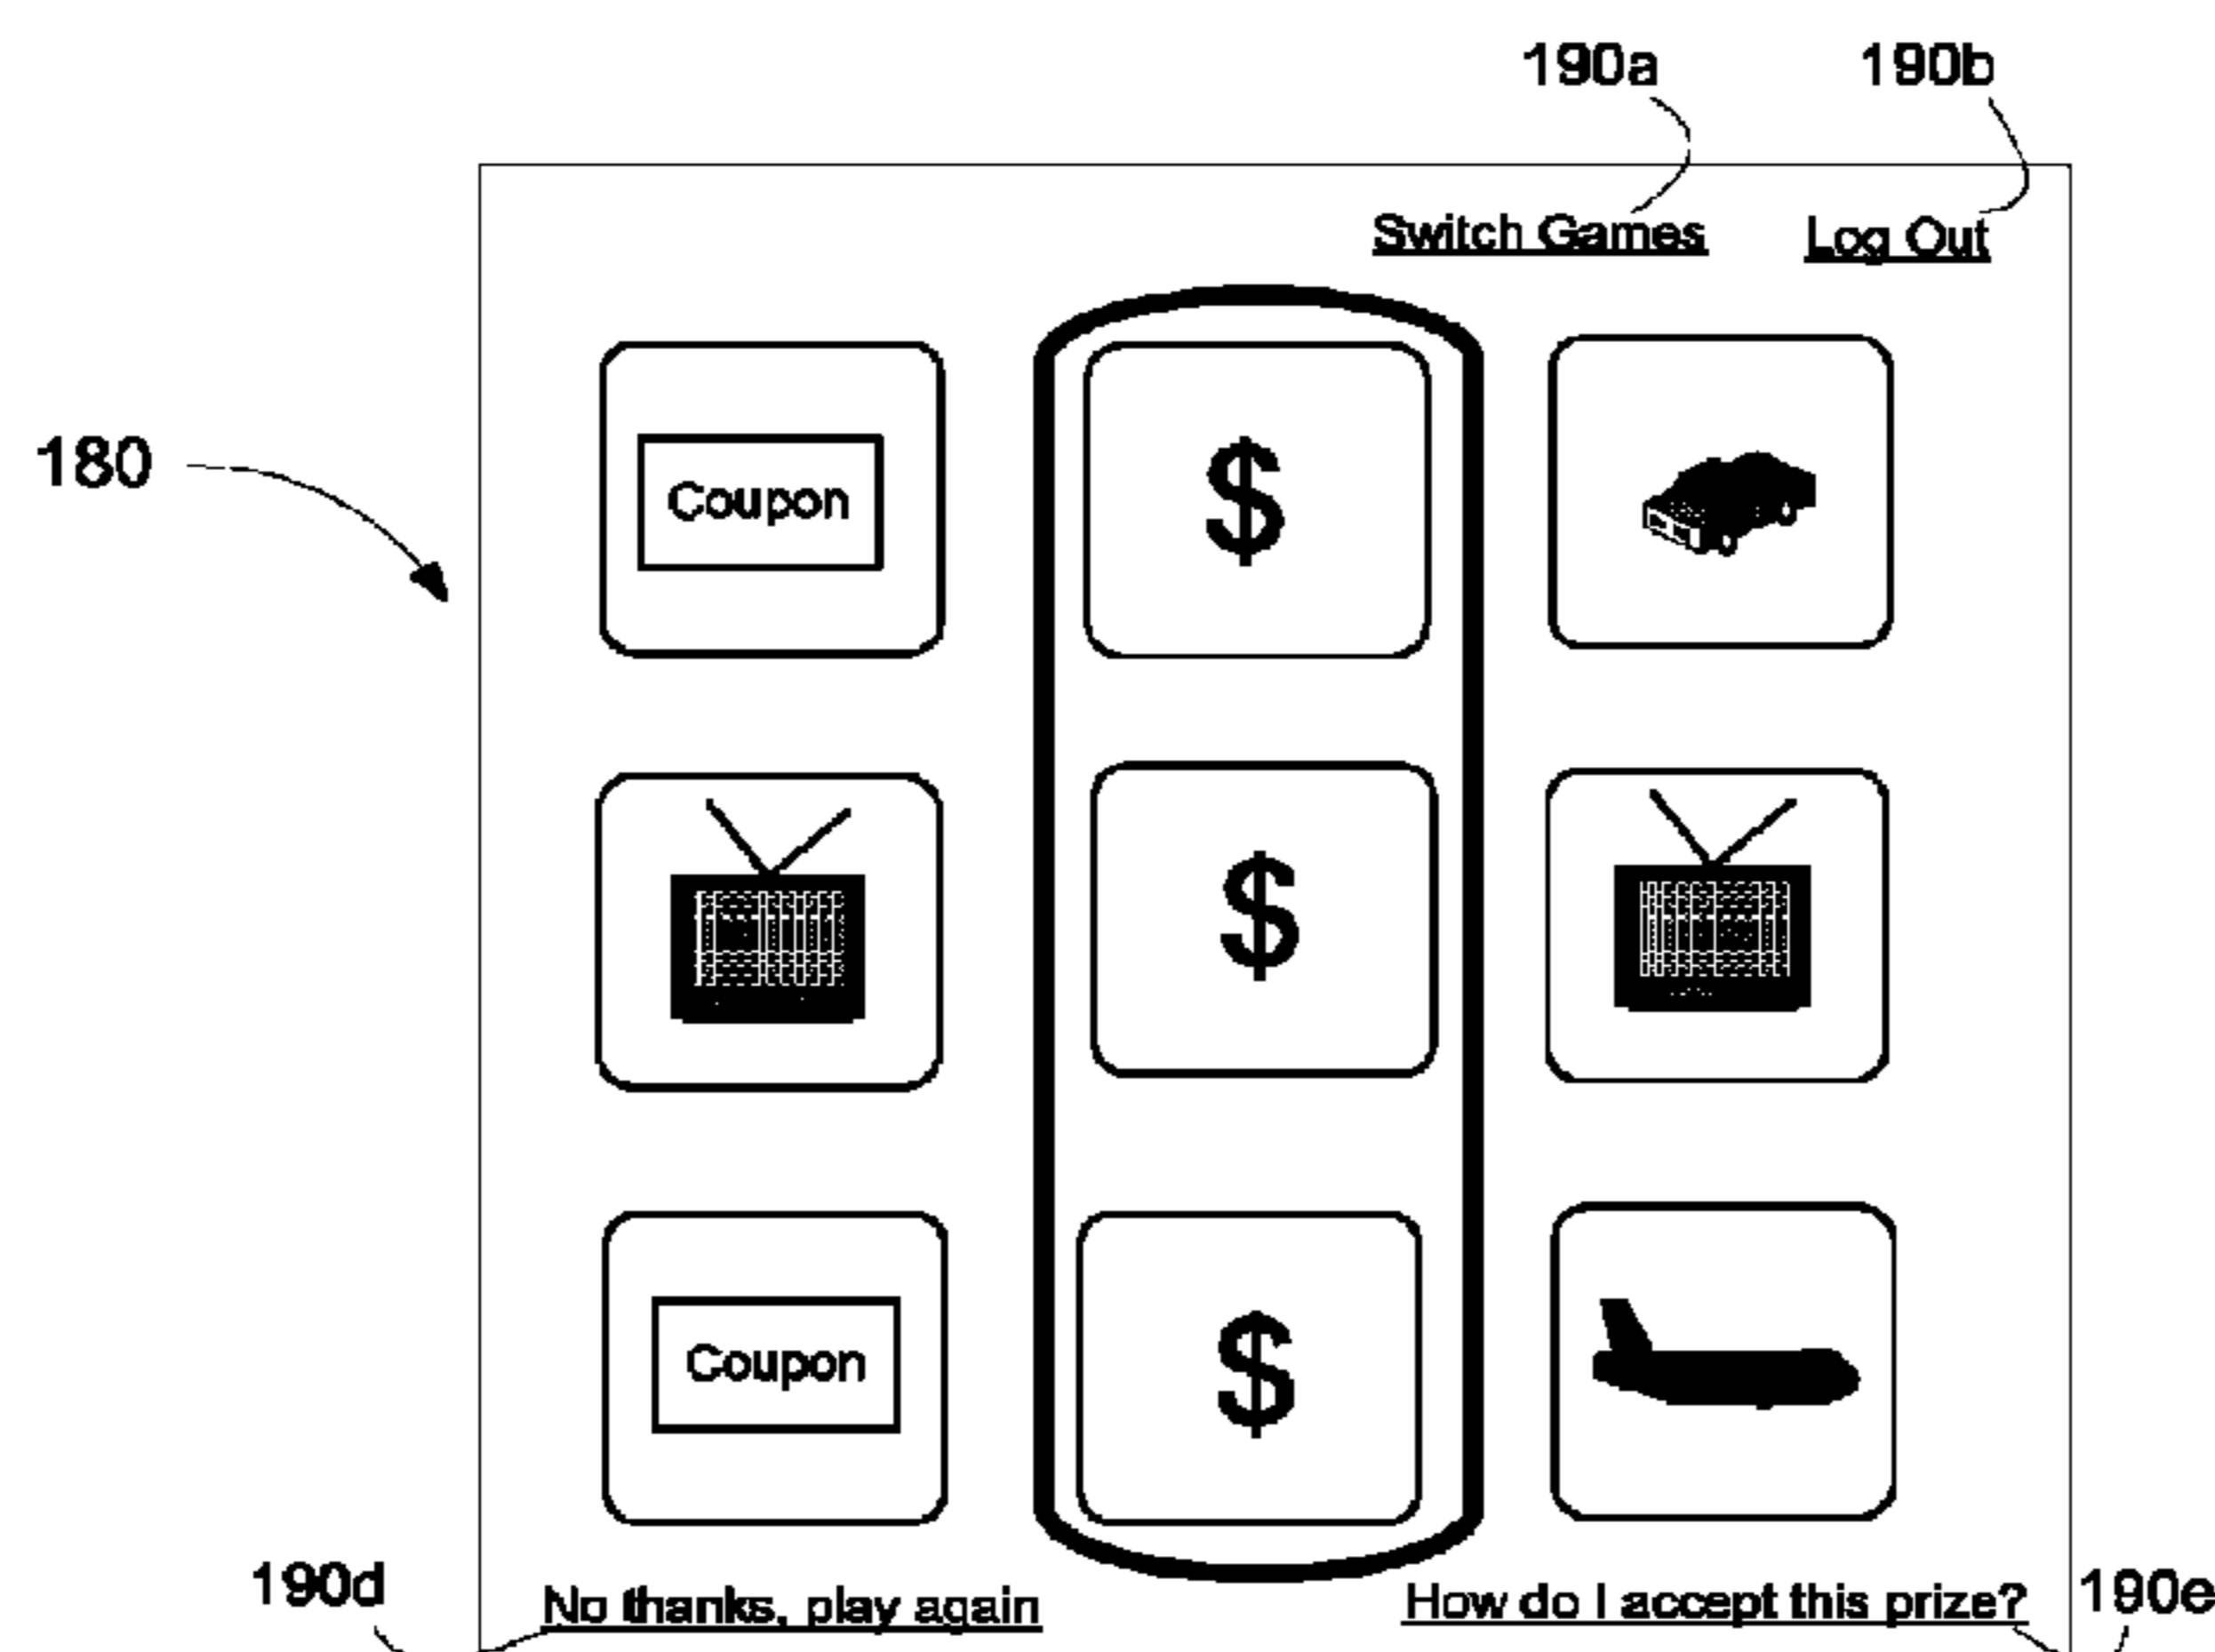 190a 190b
Switch Games Log Out
180
Coupon $
$
Coupon $
190d No thanks, play again How do I accept this prize? 190e